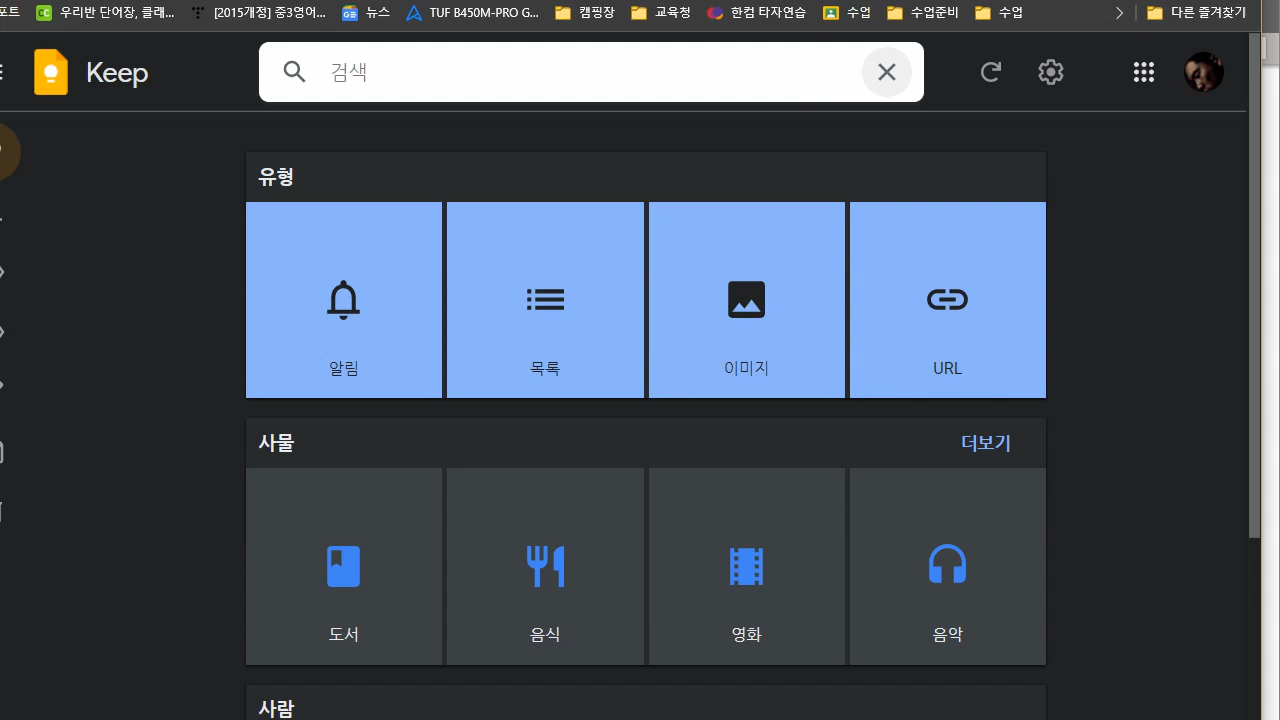 포트 우리반 단어장, 클래... [2015개정] 중3영어... 뉴스 TUF B450M-PRO G... 캠핑장 교육청 한컴 타자연습 수업 수업준비 수업 다른 즐겨찾기
Keep 검색
유형
알림 목록 이미지 URL
사물 더보기
도서 음식 영화 음악
사람